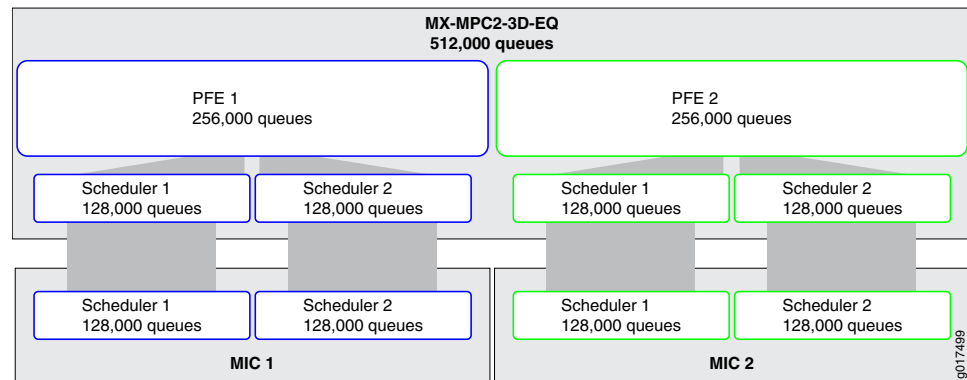 MX-MPC2-3D-EQ
512,000 queues
PFE 1
256,000 queues
PFE 2
256,000 queues
Scheduler 1
128,000 queues
Scheduler 2
128,000 queues
Scheduler 1
128,000 queues
Scheduler 2
128,000 queues
Scheduler 1
128,000 queues
Scheduler 2
128,000 queues
MIC 1
Scheduler 1
128,000 queues
Scheduler 2
128,000 queues
MIC 2
g017499